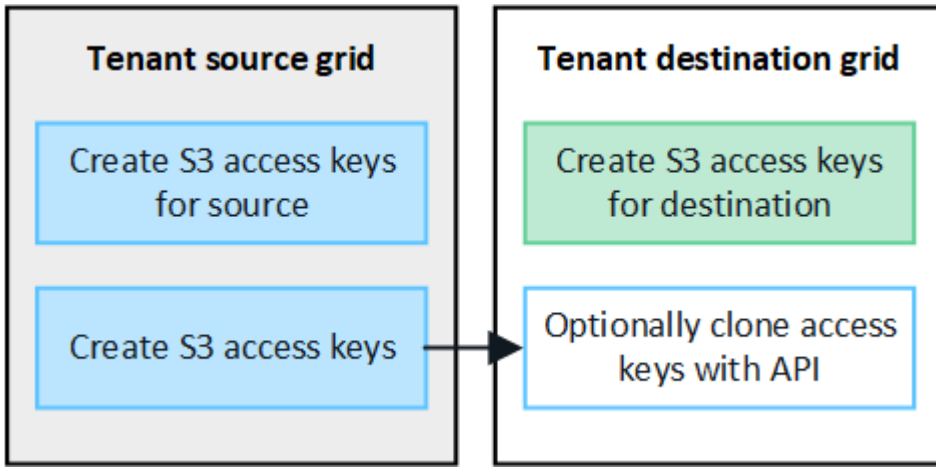 Tenant source grid
Create S3 access keys
for source
Create S3 access keys
Tenant destination grid
Create S3 access keys
for destination
Optionally clone access
keys with API